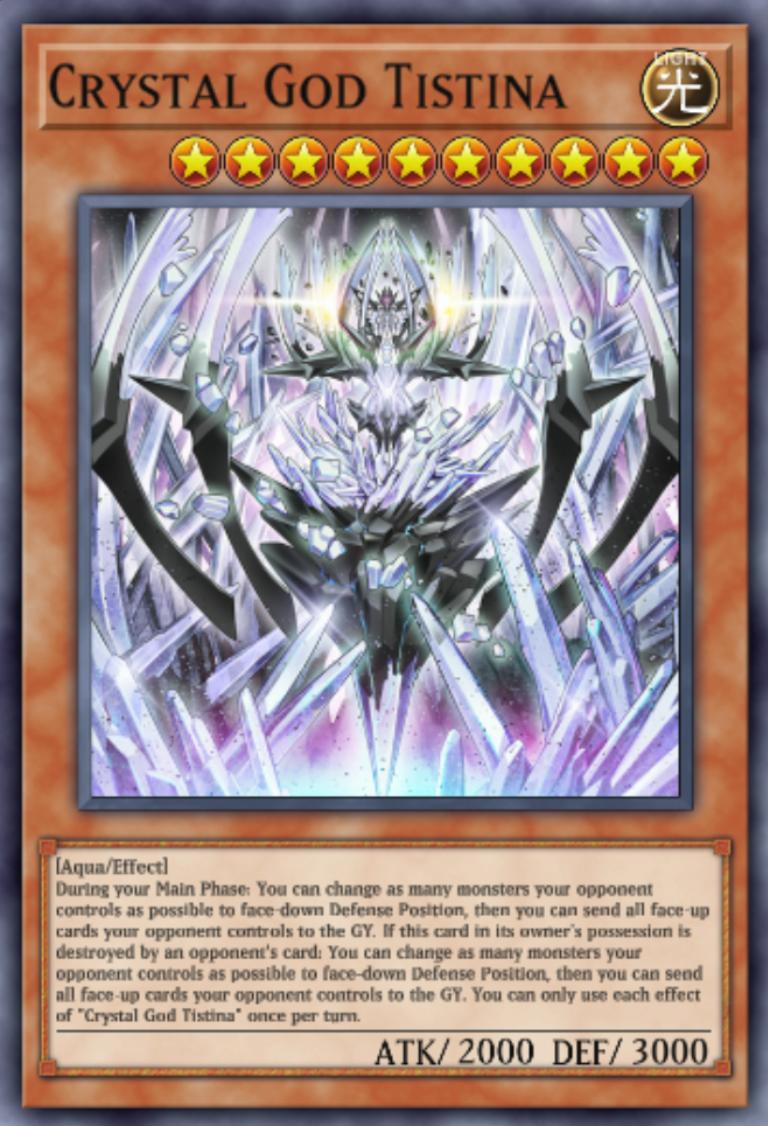 Crystal God Tistina
LIGHT
光
[Aqua/Effect]
During your Main Phase: You can change as many monsters your opponent
controls as possible to face-down Defense Position, then you can send all face-up
cards your opponent controls to the GY. If this card in its owner's possession is
destroyed by an opponent's card: You can change as many monsters your
opponent controls as possible to face-down Defense Position, then you can send
all face-up cards your opponent controls to the GY. You can only use each effect
of "Crystal God Tistina" once per turn.
ATK/ 2000 DEF/ 3000